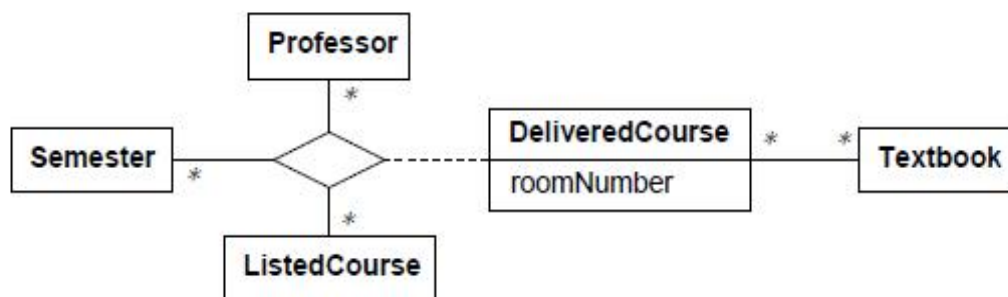 Professor
*
DeliveredCourse
* *
Semester
Textbook
*
roomNumber
*
ListedCourse